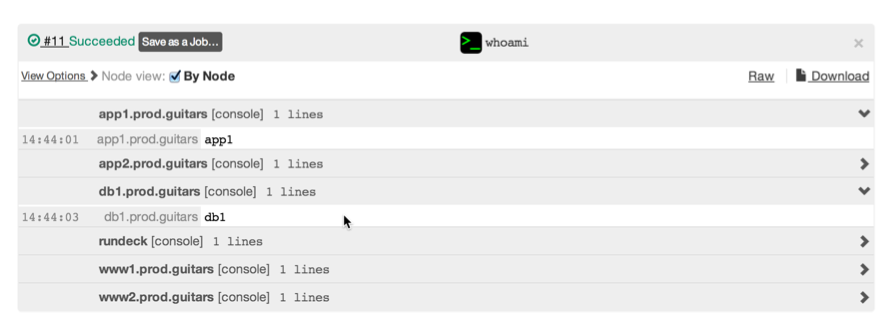 #11 Succeeded Save as a Job... >_ whoami ×
View Options Node view: By Node Raw Download
app1.prod.guitars [console] 1 lines
14:44:01 app1.prod.guitars app1
app2.prod.guitars [console] 1 lines
db1.prod.guitars [console] 1 lines
14:44:03 db1.prod.guitars db1
rundeck [console] 1 lines
www1.prod.guitars [console] 1 lines
www2.prod.guitars [console] 1 lines